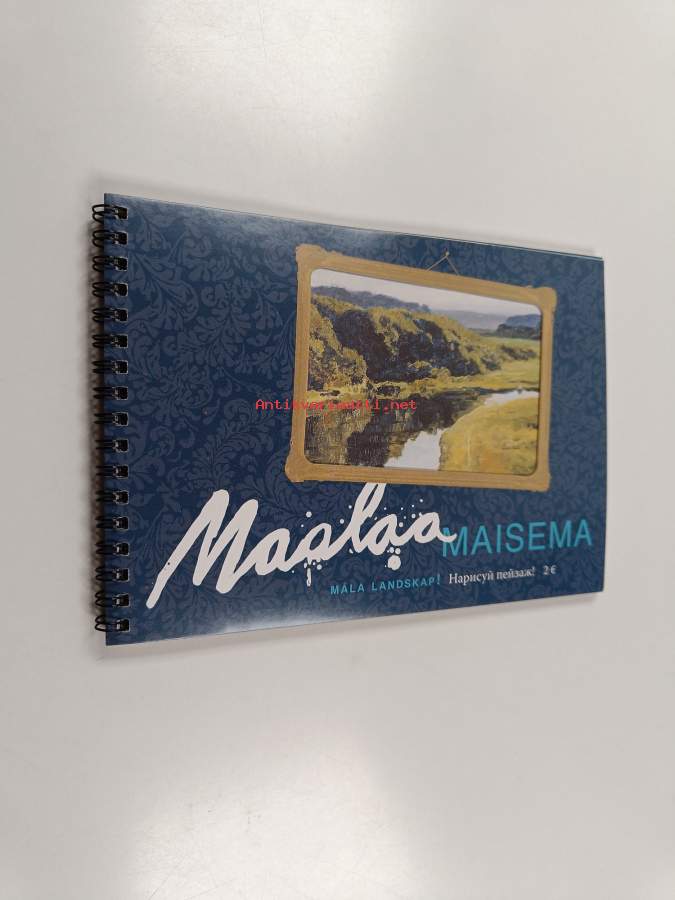 Antikvariaatti.net
Maalaa MAISEMA
MÅLA LANDSKAP! Нарисуй пейзаж! 2 €